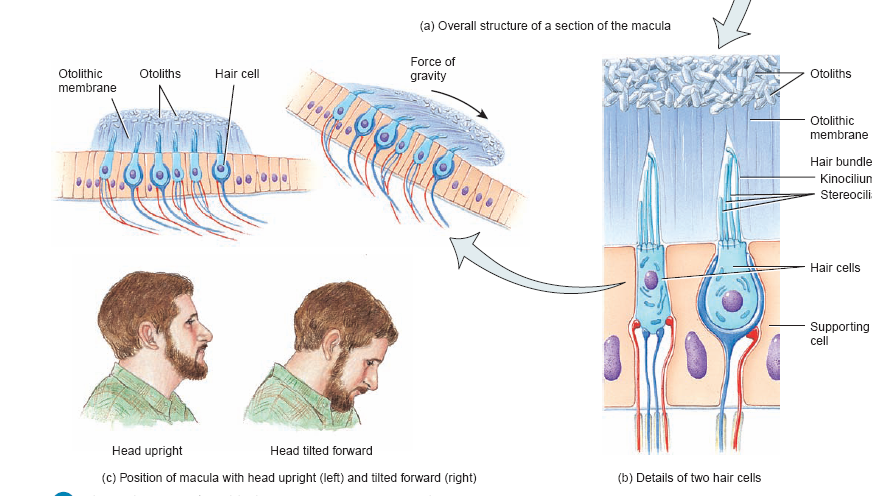 (a) Overall structure of a section of the macula
Otolithic
membrane
Otoliths
Hair cell
Force of
gravity
Otoliths
Otolithic
membrane
Hair bundle
Kinocilium
Stereocili
Hair cells
Supporting
cell
Head upright
Head tilted forward
(c) Position of macula with head upright (left) and tilted forward (right)
(b) Details of two hair cells